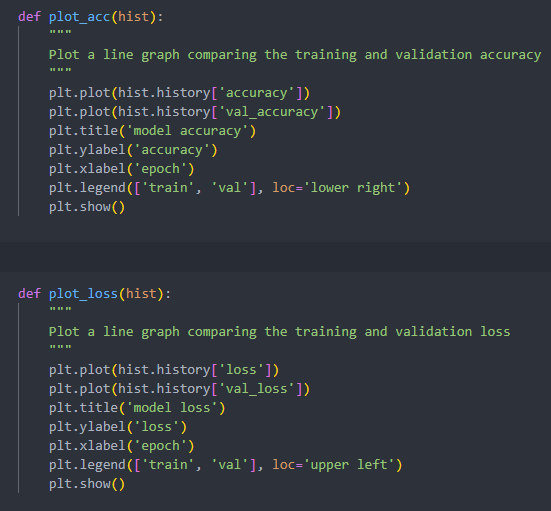 def plot_acc(hist):
    """
    Plot a line graph comparing the training and validation accuracy
    """
    plt.plot(hist.history['accuracy'])
    plt.plot(hist.history['val_accuracy'])
    plt.title('model accuracy')
    plt.ylabel('accuracy')
    plt.xlabel('epoch')
    plt.legend(['train', 'val'], loc='lower right')
    plt.show()
def plot_loss(hist):
    """
    Plot a line graph comparing the training and validation loss
    """
    plt.plot(hist.history['loss'])
    plt.plot(hist.history['val_loss'])
    plt.title('model loss')
    plt.ylabel('loss')
    plt.xlabel('epoch')
    plt.legend(['train', 'val'], loc='upper left')
    plt.show()